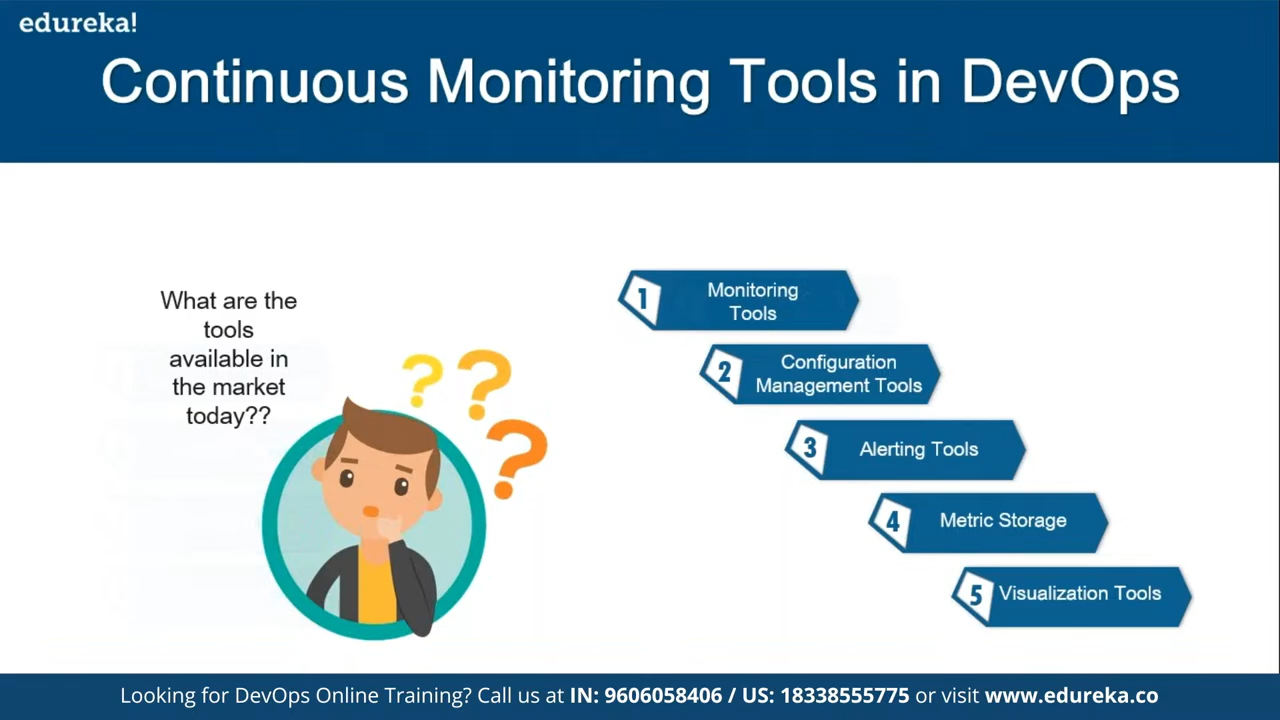 edureka!
Continuous Monitoring Tools in DevOps
What are the
tools
available in
the market
today??
? ? ?
1 Monitoring
Tools
2 Configuration
Management Tools
3 Alerting Tools
4 Metric Storage
5 Visualization Tools
Looking for DevOps Online Training? Call us at IN: 9606058406 / US: 18338555775 or visit www.edureka.co